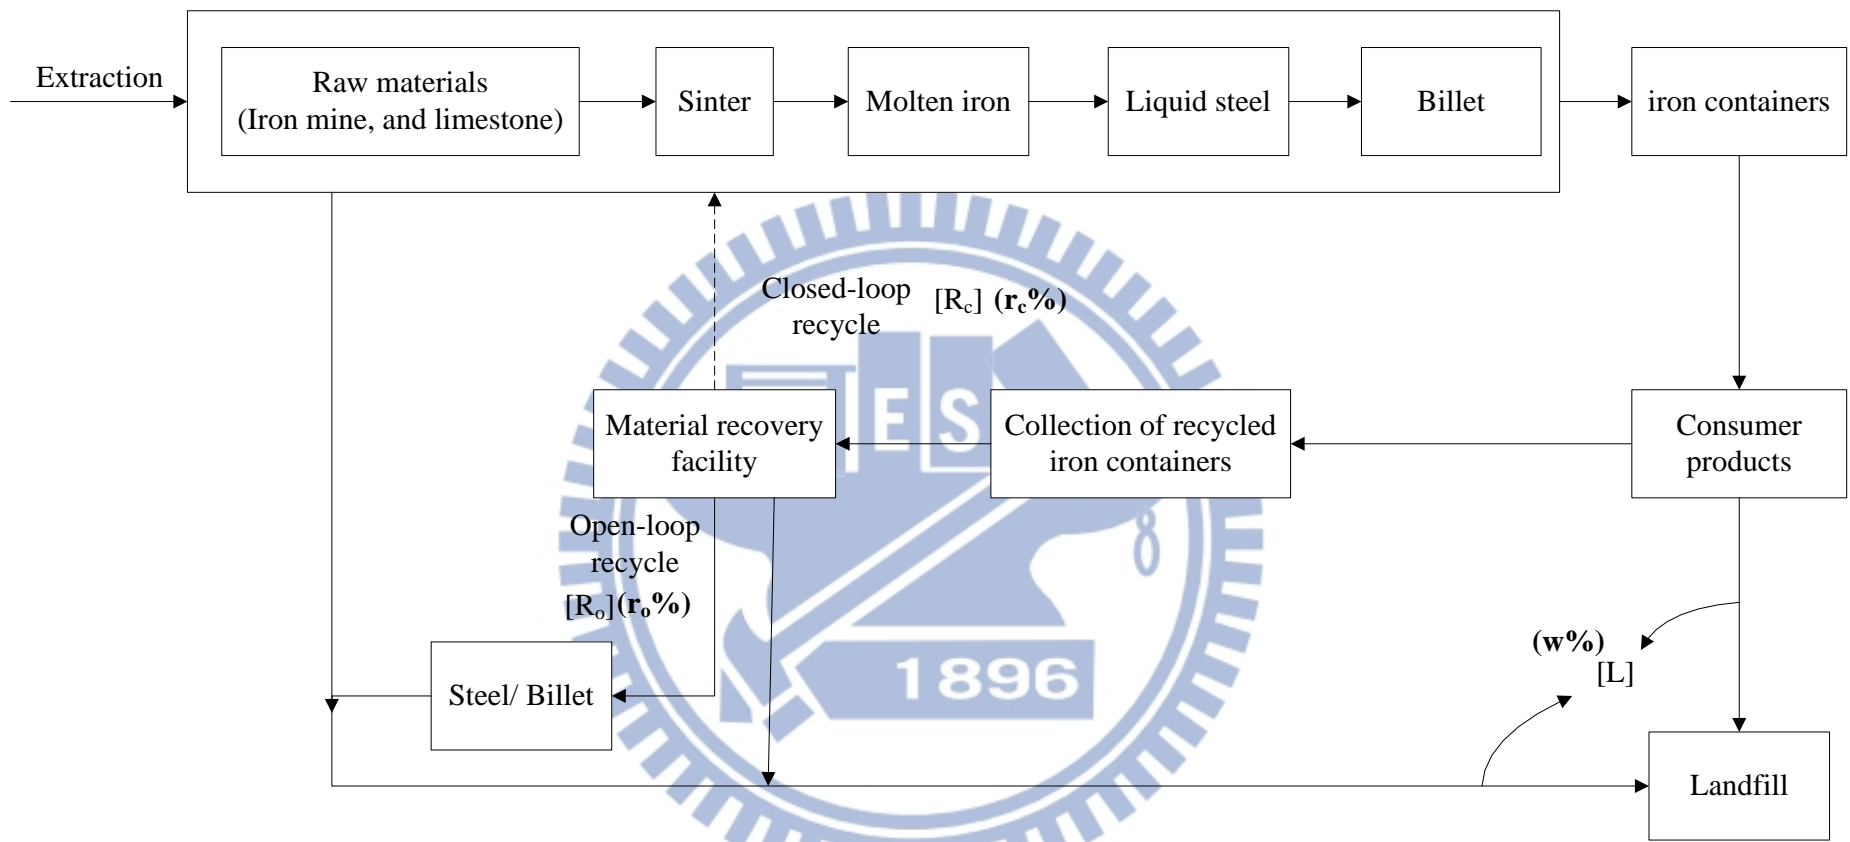 Extraction
Raw materials
(Iron mine, and limestone)
Sinter
Molten iron
Liquid steel
Billet
iron containers
Closed-loop
recycle
[Rc] (rc%)
Material recovery
facility
Collection of recycled
iron containers
Consumer
products
ES
8
Open-loop
recycle
[Ro](ro%)
Steel/ Billet
1896
(w%)
[L]
Landfill